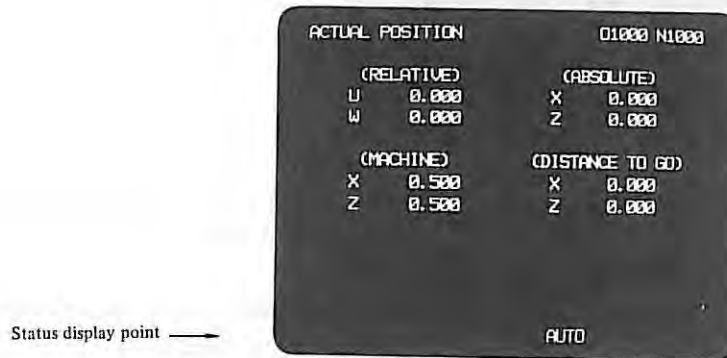 ACTUAL POSITION O1000 N1000
(RELATIVE) (ABSOLUTE)
U 0.000 X 0.000
W 0.000 Z 0.000
(MACHINE) (DISTANCE TO GO)
X 0.500 X 0.000
Z 0.500 Z 0.000
Status display point
AUTO